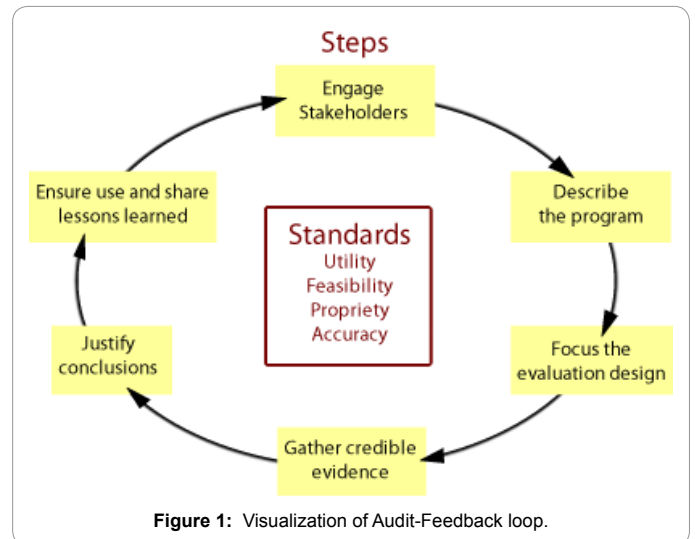 Steps
Engage
Stakeholders
Describe
the program
Focus the
evaluation design
Gather credible
evidence
Justify
conclusions
Ensure use and share
lessons learned
Standards
Utility
Feasibility
Propriety
Accuracy
Figure 1: Visualization of Audit-Feedback loop.